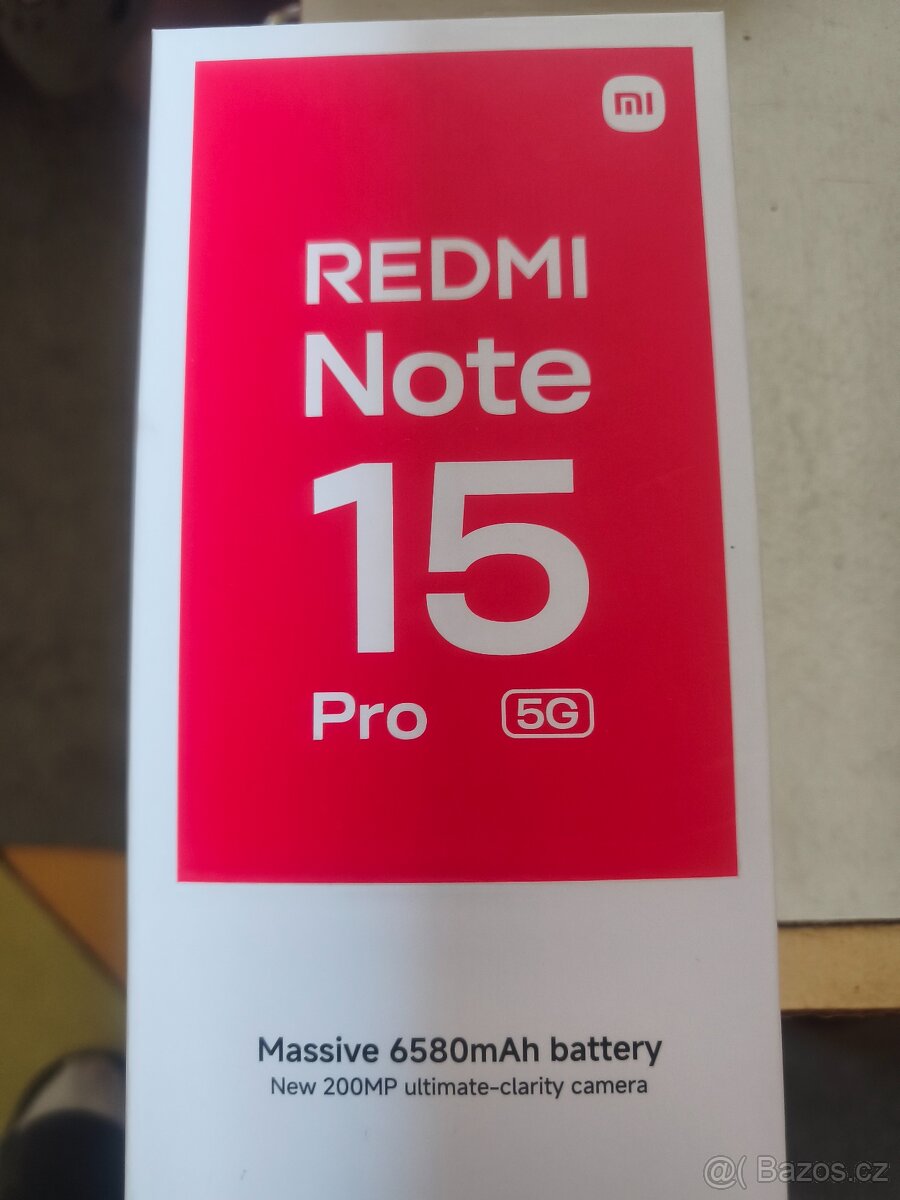 mi
REDMI
Note
15
Pro 5G
Massive 6580mAh battery
New 200MP ultimate-clarity camera
@( Bazos.cz